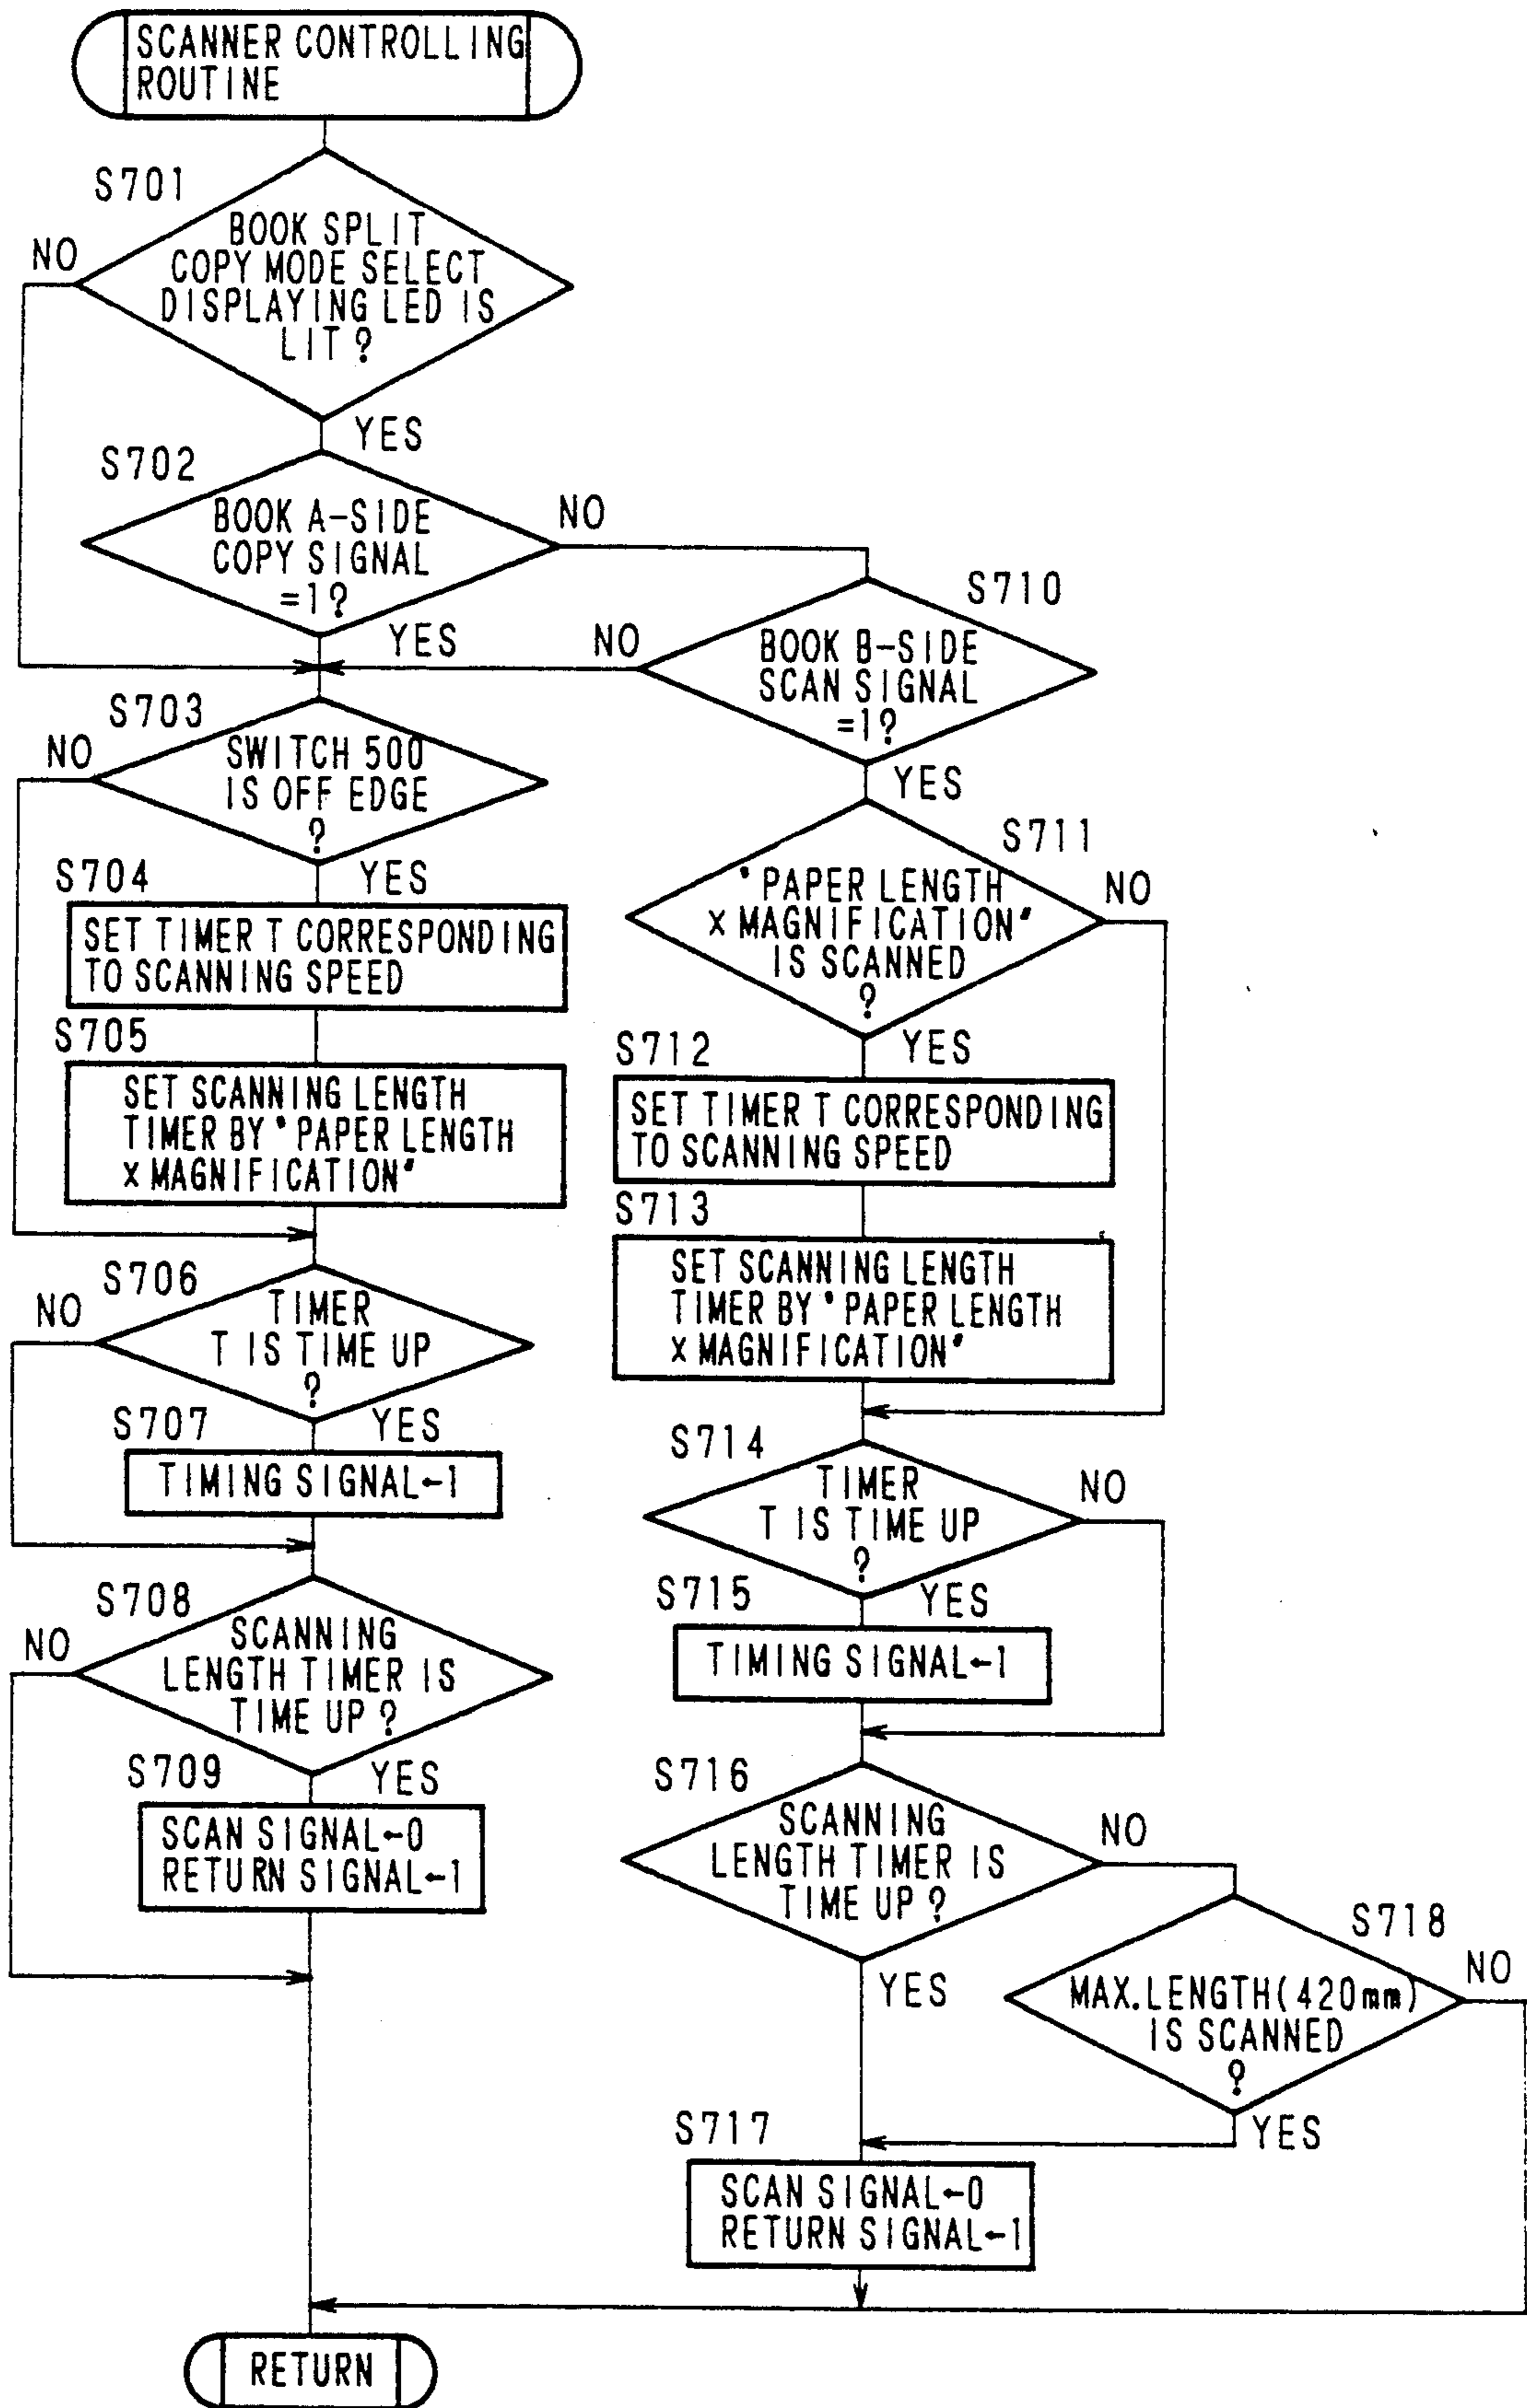 SCANNER CONTROLLING
ROUTINE
S701
BOOK SPLIT
COPY MODE SELECT
DISPLAYING LED IS
LIT?
NO
YES
S702
BOOK A-SIDE
COPY SIGNAL
=1?
NO
YES
S703
SWITCH 500
IS OFF EDGE
?
NO
YES
S704
SET TIMER T CORRESPONDING
TO SCANNING SPEED
S705
SET SCANNING LENGTH
TIMER BY "PAPER LENGTH
× MAGNIFICATION"
S706
TIMER
T IS TIME UP
?
NO
YES
S707
TIMING SIGNAL←1
S708
SCANNING
LENGTH TIMER IS
TIME UP ?
NO
YES
S709
SCAN SIGNAL←0
RETURN SIGNAL←1
S710
BOOK B-SIDE
SCAN SIGNAL
=1?
NO
YES
S711
"PAPER LENGTH
× MAGNIFICATION"
IS SCANNED
?
NO
YES
S712
SET TIMER T CORRESPONDING
TO SCANNING SPEED
S713
SET SCANNING LENGTH
TIMER BY "PAPER LENGTH
× MAGNIFICATION"
S714
TIMER
T IS TIME UP
?
NO
YES
S715
TIMING SIGNAL←1
S716
SCANNING
LENGTH TIMER IS
TIME UP ?
NO
YES
S718
MAX.LENGTH(420mm)
IS SCANNED
?
NO
YES
S717
SCAN SIGNAL←0
RETURN SIGNAL←1
RETURN